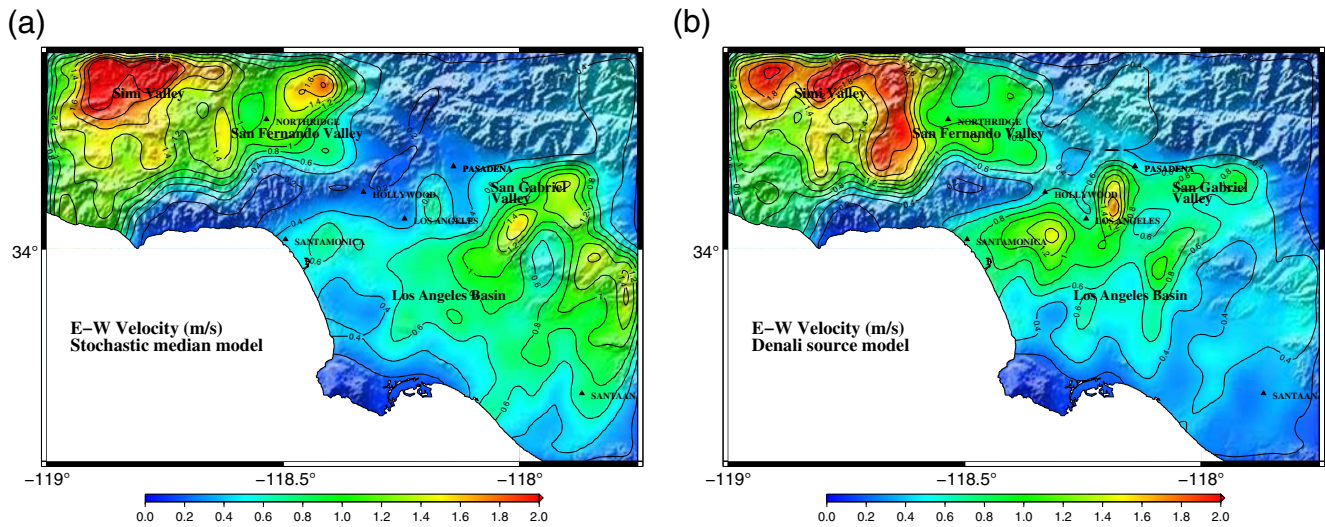 (a)
Simi Valley
NORTHRIDGE
San Fernando Valley
PASADENA
HOLLYWOOD
San Gabriel
Valley
LOS ANGELES
SANTAMONICA
34°
Los Angeles Basin
E−W Velocity (m/s)
Stochastic median model
SANTAAN
−119° −118.5° −118°
0.0 0.2 0.4 0.6 0.8 1.0 1.2 1.4 1.6 1.8 2.0
(b)
Simi Valley
NORTHRIDGE
San Fernando Valley
PASADENA
HOLLYWOOD
San Gabriel
Valley
LOS ANGELES
SANTAMONICA
34°
Los Angeles Basin
E−W Velocity (m/s)
Denali source model
SANTAAN
−119° −118.5° −118°
0.0 0.2 0.4 0.6 0.8 1.0 1.2 1.4 1.6 1.8 2.0